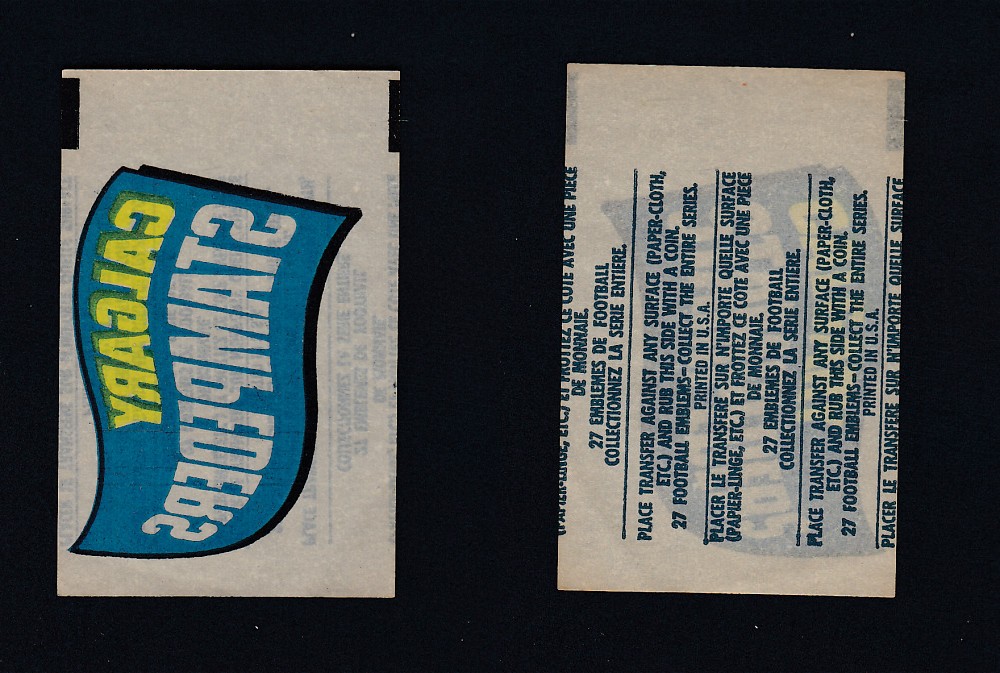 CALGARY
STAMPEDERS
(PAPIER-LINGE, ETC.) ET FROTTEZ CE COTE AVEC UNE PIECE
DE MONNAIE.
27 EMBLEMES DE FOOTBALL
COLLECTIONNEZ LA SERIE ENTIERE.
PLACE TRANSFER AGAINST ANY SURFACE (PAPER-CLOTH,
ETC.) AND RUB THIS SIDE WITH A COIN.
27 FOOTBALL EMBLEMS-COLLECT THE ENTIRE SERIES.
PRINTED IN U.S.A.
PLACER LE TRANSFERE SUR N'IMPORTE QUELLE SURFACE
(PAPIER-LINGE, ETC.) ET FROTTEZ CE COTE AVEC UNE PIECE
DE MONNAIE.
27 EMBLEMES DE FOOTBALL
COLLECTIONNEZ LA SERIE ENTIERE.
PLACE TRANSFER AGAINST ANY SURFACE (PAPER-CLOTH,
ETC.) AND RUB THIS SIDE WITH A COIN.
27 FOOTBALL EMBLEMS-COLLECT THE ENTIRE SERIES.
PRINTED IN U.S.A.
PLACER LE TRANSFERE SUR N'IMPORTE QUELLE SURFACE